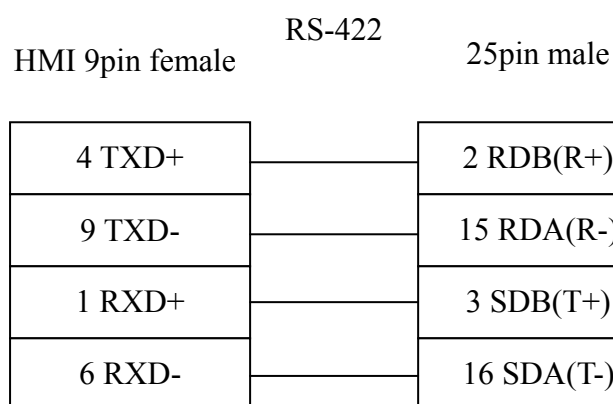 RS-422
HMI 9pin female
25pin male
4 TXD+
2 RDB(R+)
9 TXD-
15 RDA(R-)
1 RXD+
3 SDB(T+)
6 RXD-
16 SDA(T-)